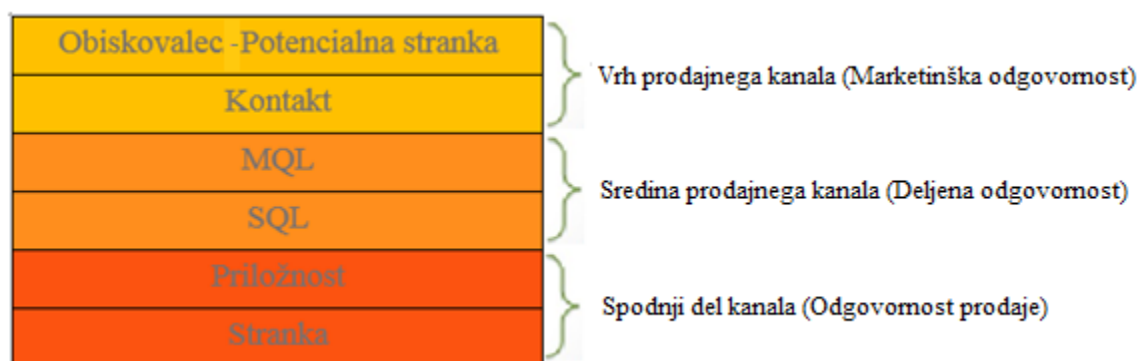 Obiskovalec -Potencialna stranka
Kontakt
Vrh prodajnega kanala (Marketinška odgovornost)
MQL
SQL
Sredina prodajnega kanala (Deljena odgovornost)
Priložnost
Stranka
Spodnji del kanala (Odgovornost prodaje)